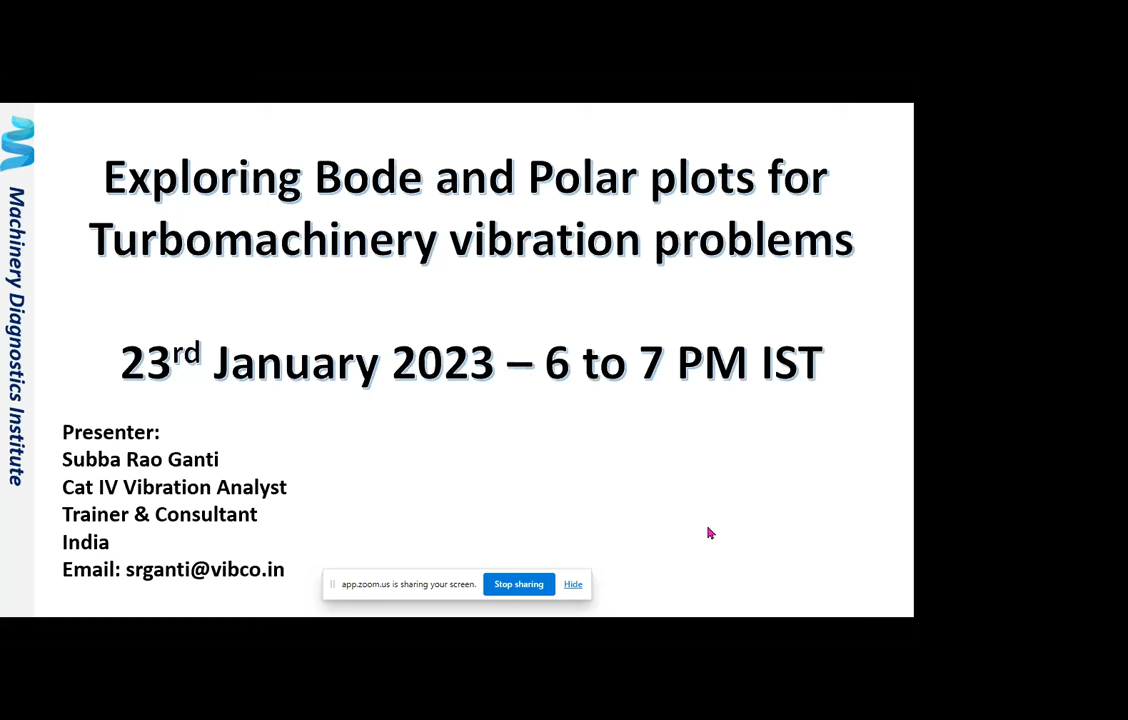 Machinery Diagnostics Institute
Exploring Bode and Polar plots for
Turbomachinery vibration problems
23rd January 2023 – 6 to 7 PM IST
Presenter:
Subba Rao Ganti
Cat IV Vibration Analyst
Trainer & Consultant
India
Email: srganti@vibco.in
app.zoom.us is sharing your screen. Stop sharing Hide